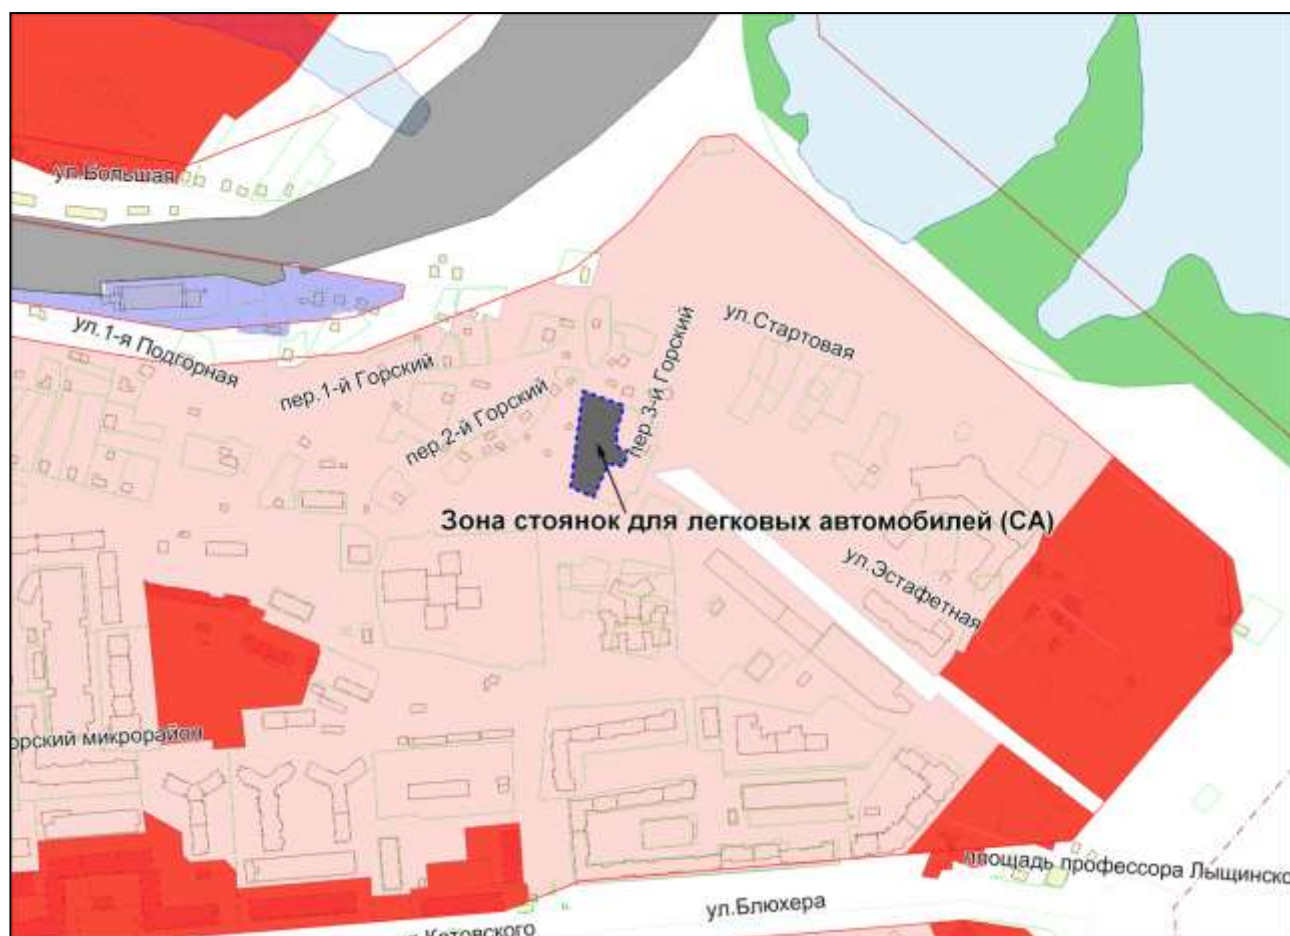 ул.Большая
ул.1-я Подгорная
пер.1-й Горский
пер.2-й Горский
пер.3-й Горский
ул.Стартовая
Зона стоянок для легковых автомобилей (СА)
ул.Эстафетная
орский микрорайон
площадь профессора Лыщинско
ул.Блюхера
Котовского